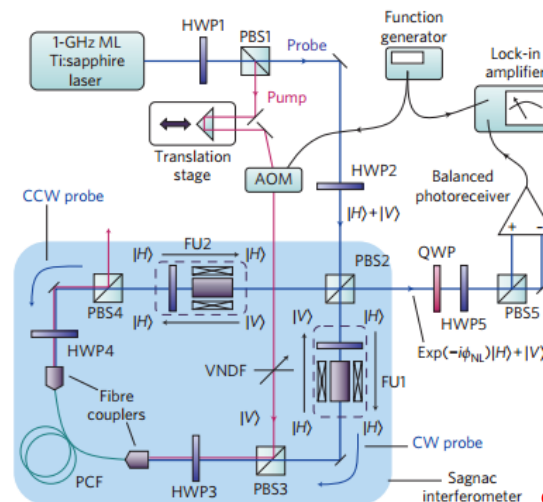 1-GHz ML
Ti:sapphire
laser
HWP1
PBS1
Probe
Function
generator
Lock-in
amplifier
Pump
Translation
stage
AOM
HWP2
Balanced
photoreceiver
CCW probe
|H⟩+|V⟩
+ −
|H⟩ FU2 |H⟩
PBS2
QWP
PBS4
|H⟩ |V⟩
|V⟩ |H⟩
HWP5
PBS5
HWP4
VNDF
FU1
Exp(−iϕNL)|H⟩+|V⟩
Fibre
couplers
|V⟩
|H⟩ |H⟩
CW probe
PCF
HWP3
PBS3
Sagnac
interferometer